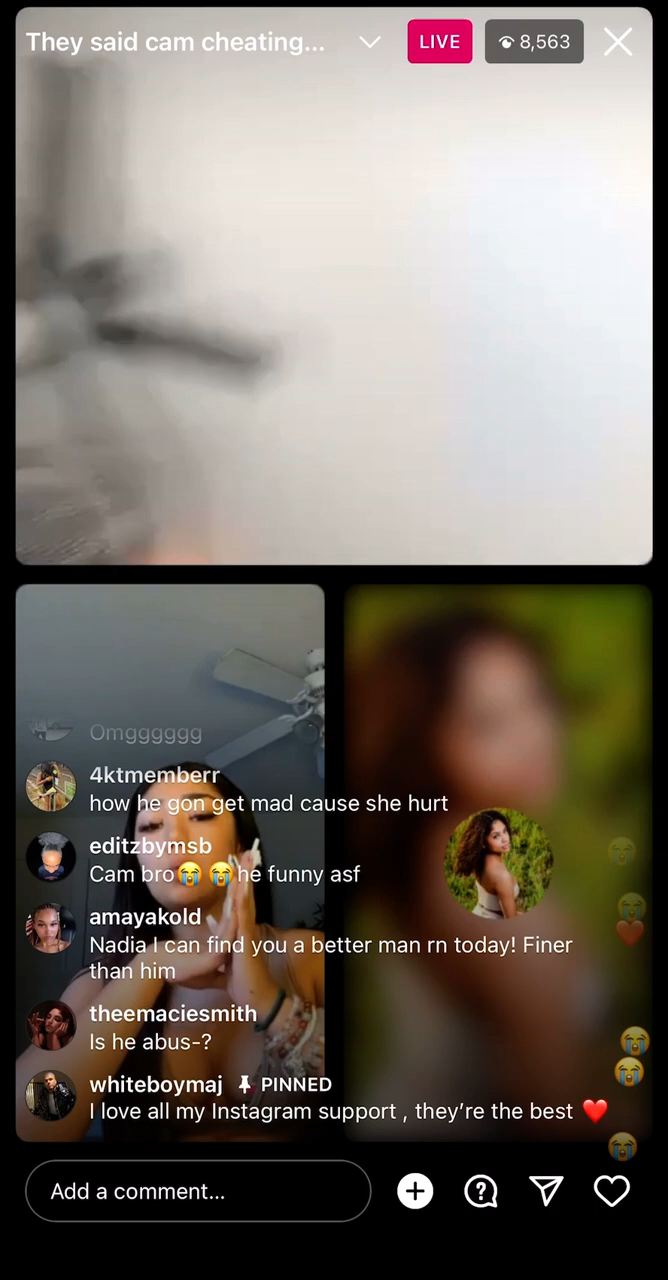 They said cam cheating...
LIVE
8,563
Omgggggg
4ktmemberr
how he gon get mad cause she hurt
editzbymsb
Cam bro😭 😭he funny asf
amayakold
Nadia I can find you a better man rn today! Finer
than him
theemaciesmith
Is he abus-?
whiteboymaj PINNED
I love all my Instagram support , they’re the best ❤️
Add a comment...